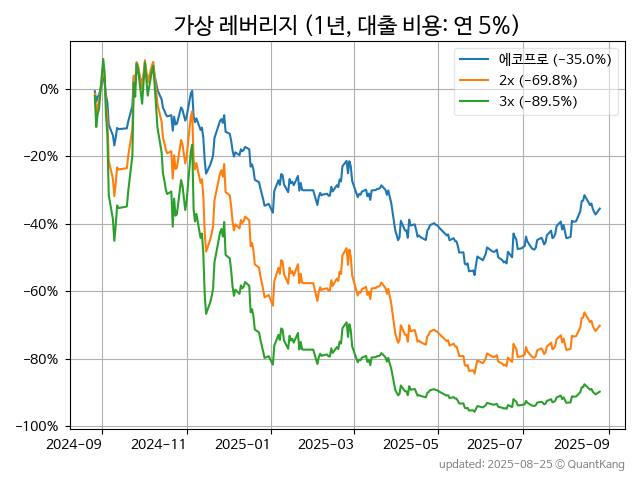 가상 레버리지 (1년, 대출 비용: 연 5%)
에코프로 (−35.0%)
2x (−69.8%)
3x (−89.5%)
0%
−20%
−40%
−60%
−80%
−100%
2024-09 2024-11 2025-01 2025-03 2025-05 2025-07 2025-09
updated: 2025-08-25 © QuantKang